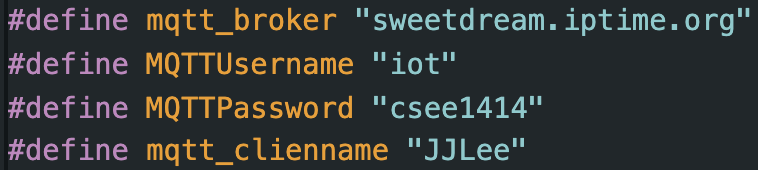 #define mqtt_broker "sweetdream.iptime.org"
#define MQTTUsername "iot"
#define MQTTPassword "csee1414"
#define mqtt_clienname "JJLee"